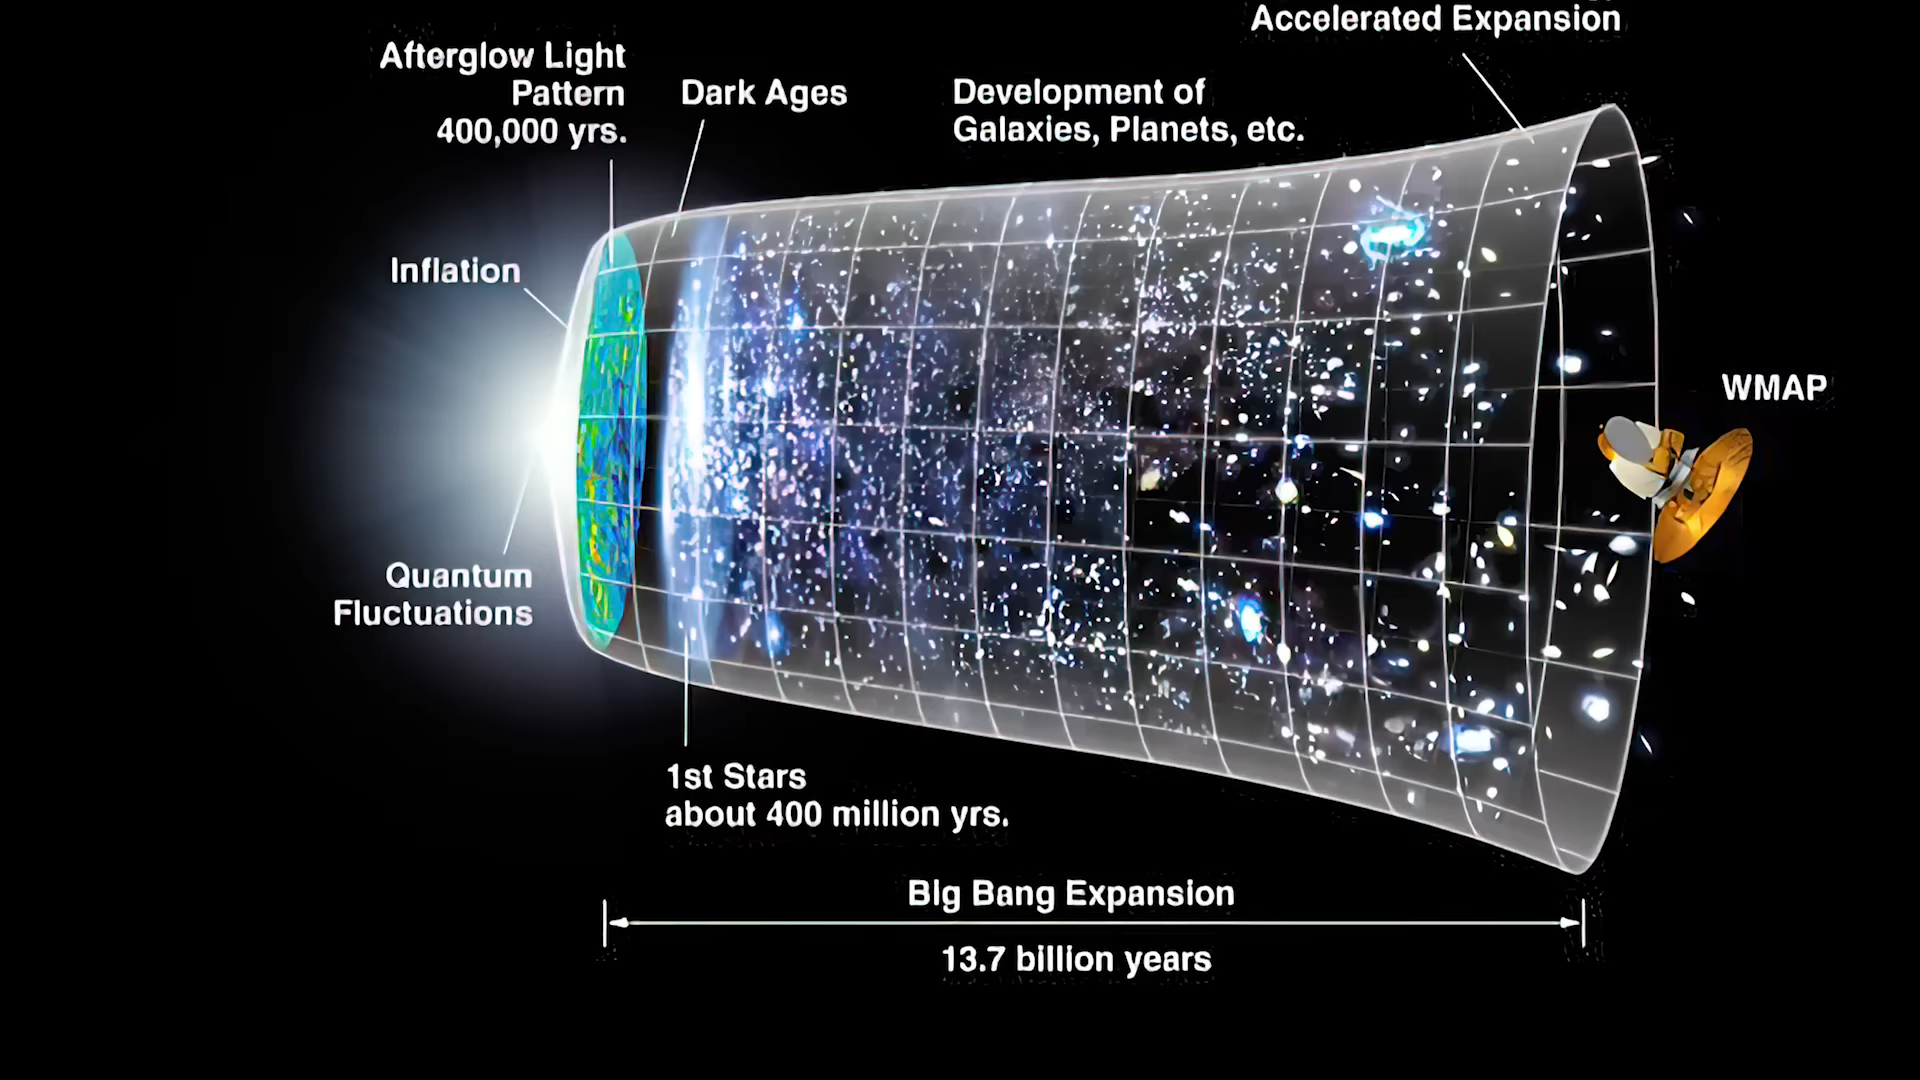 Accelerated Expansion
Afterglow Light
Pattern
400,000 yrs.
Dark Ages
Development of
Galaxies, Planets, etc.
Inflation
WMAP
Quantum
Fluctuations
1st Stars
about 400 million yrs.
BIg Bang Expansion
13.7 billion years